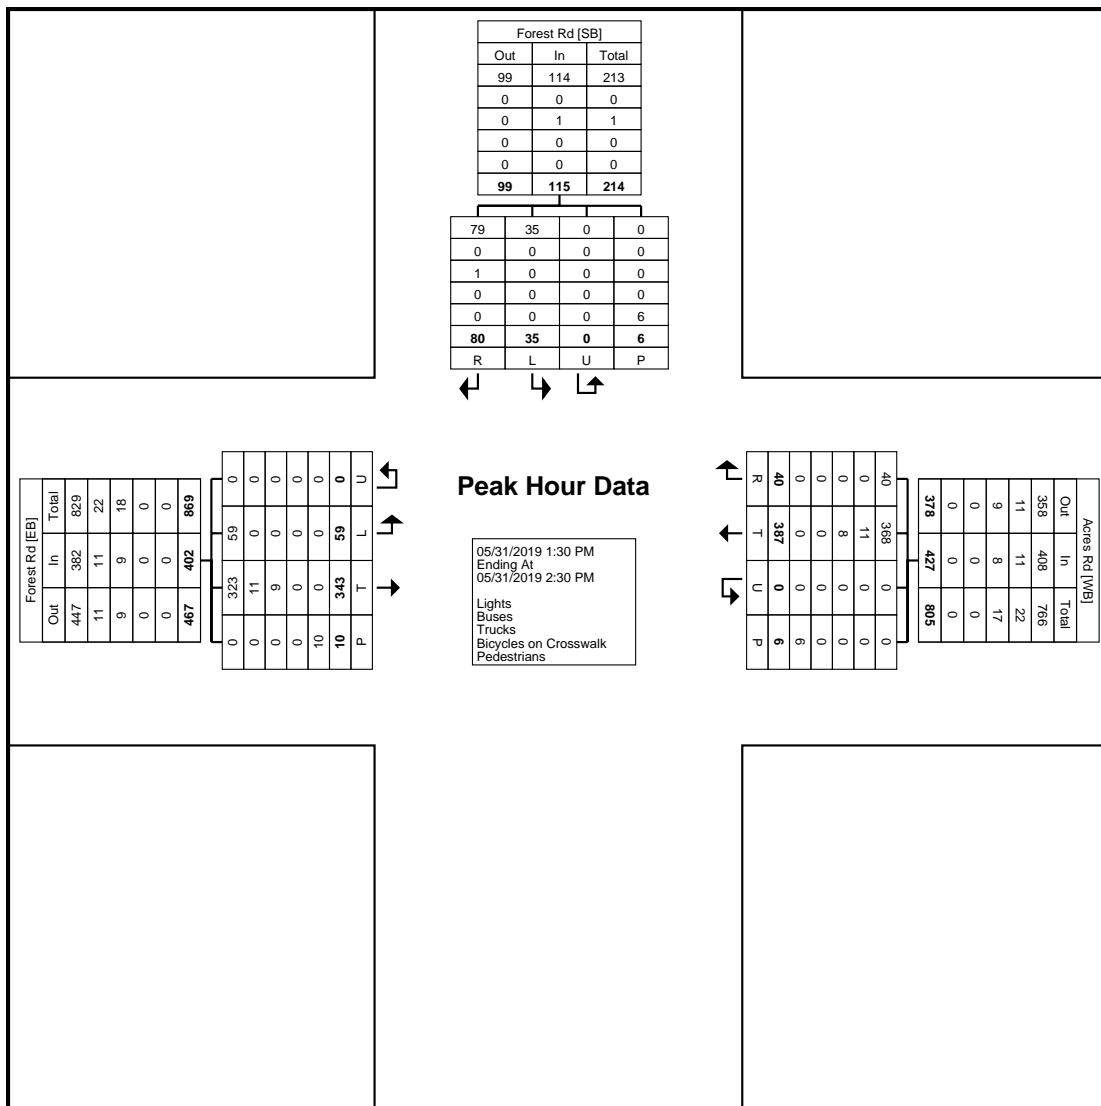 Forest Rd [SB]
Out In Total
99 114 213
0 0 0
0 1 1
0 0 0
0 0 0
99 115 214
79 35 0 0
0 0 0 0
1 0 0 0
0 0 0 0
0 0 0 6
80 35 0 6
R L U P
Forest Rd [EB]
Out In Total
447 382 829
11 11 22
9 9 18
0 0 0
0 0 0
467 402 869
0 323 59 0
0 11 0 0
0 9 0 0
0 0 0 0
10 0 0 0
10 343 59 0
P T L U
Peak Hour Data
05/31/2019 1:30 PM
Ending At
05/31/2019 2:30 PM
Lights
Buses
Trucks
Bicycles on Crosswalk
Pedestrians
Acres Rd [WB]
Out In Total
358 408 766
11 11 22
9 8 17
0 0 0
0 0 0
378 427 805
40 368 0 0
0 11 0 0
0 8 0 0
0 0 0 0
0 0 0 6
40 387 0 6
R T U P